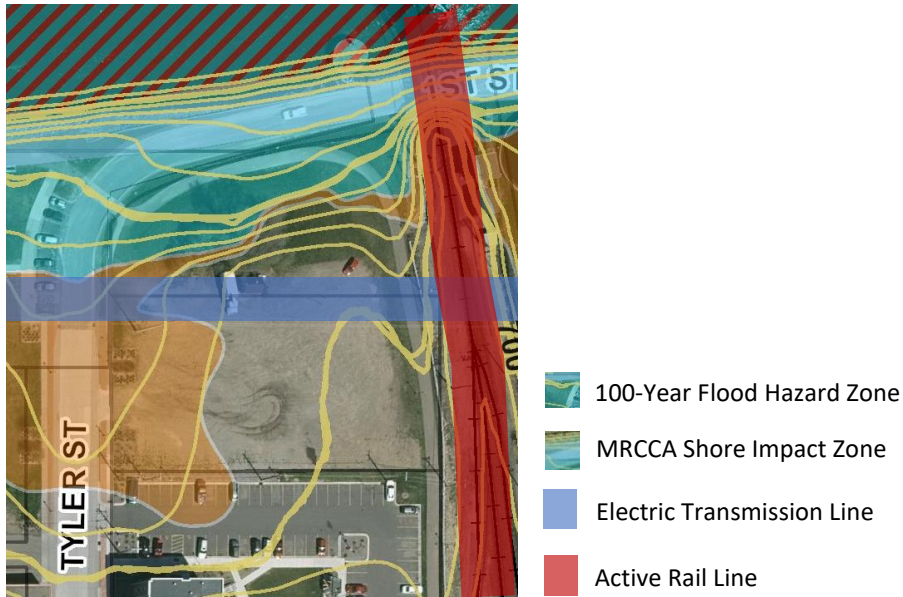 1ST ST
TYLER ST
100-Year Flood Hazard Zone
MRCCA Shore Impact Zone
Electric Transmission Line
Active Rail Line